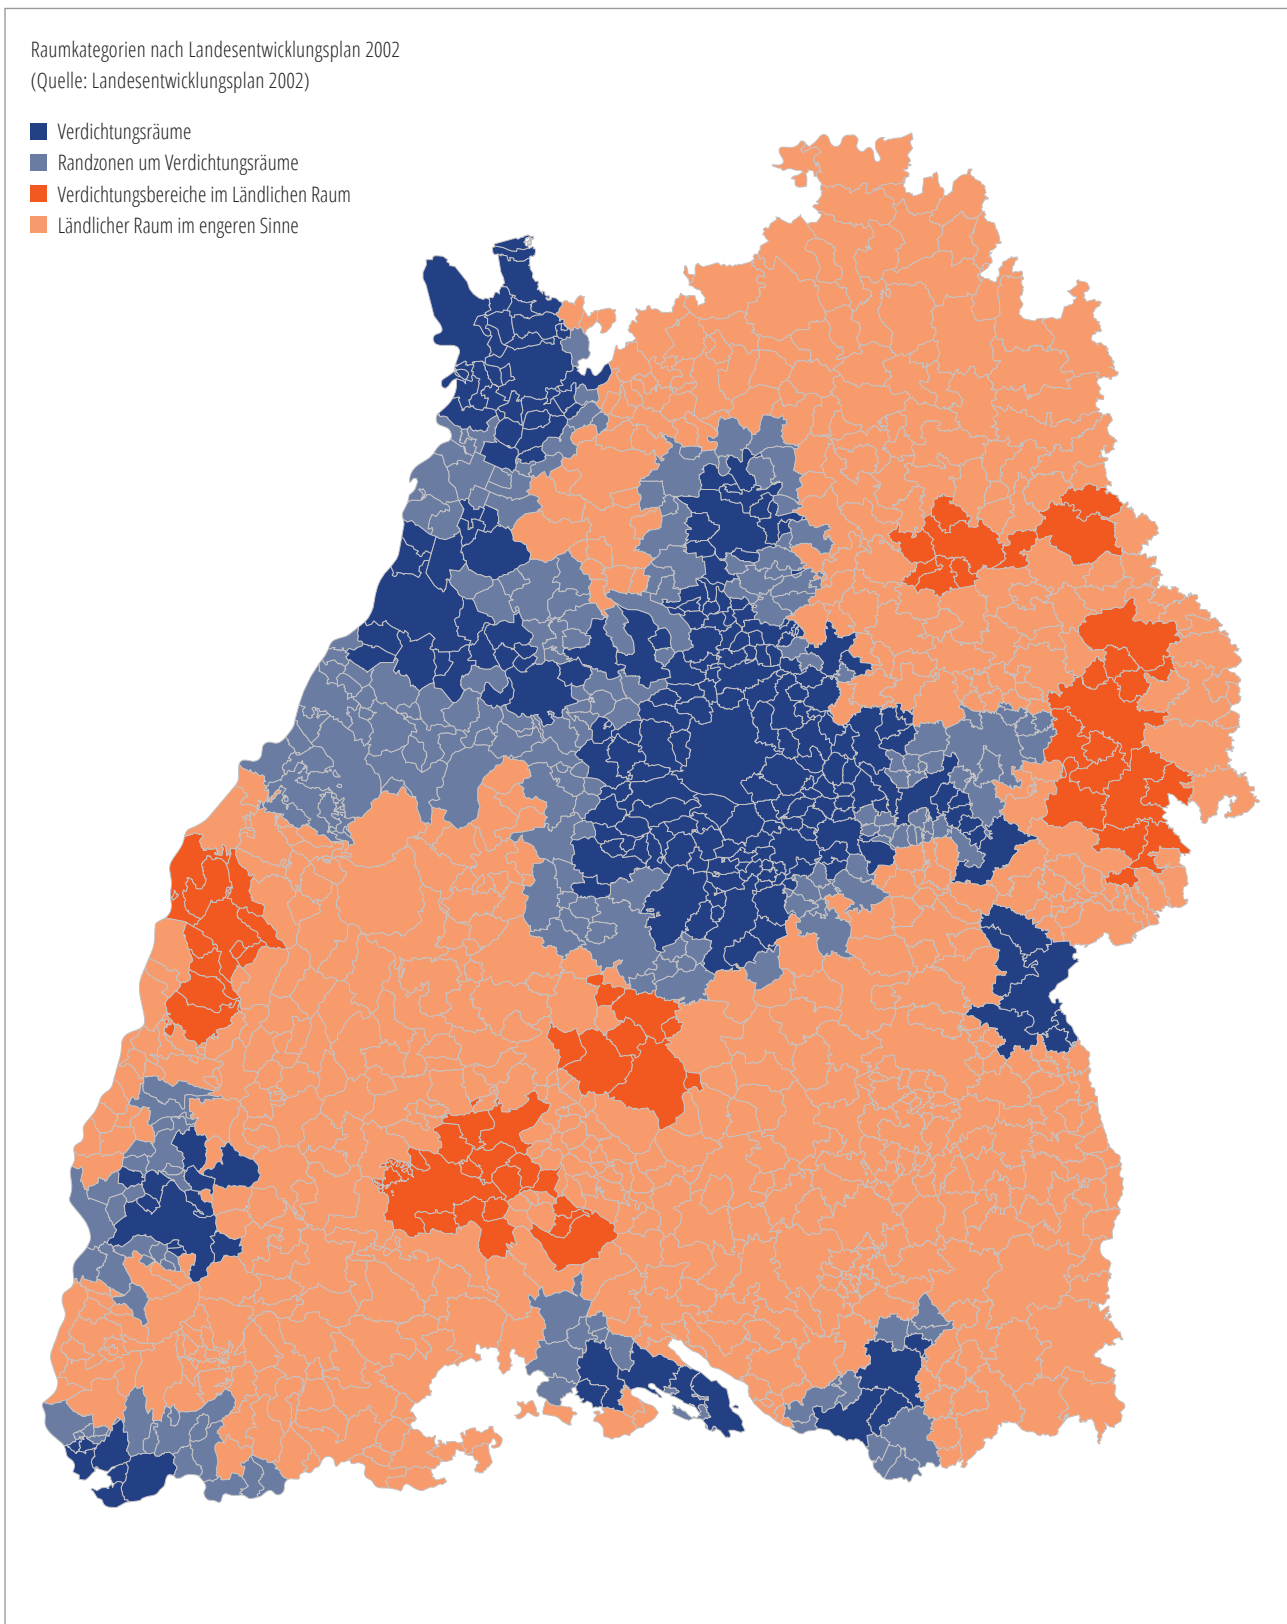 Raumkategorien nach Landesentwicklungsplan 2002
(Quelle: Landesentwicklungsplan 2002)
Verdichtungsräume
Randzonen um Verdichtungsräume
Verdichtungsbereiche im Ländlichen Raum
Ländlicher Raum im engeren Sinne